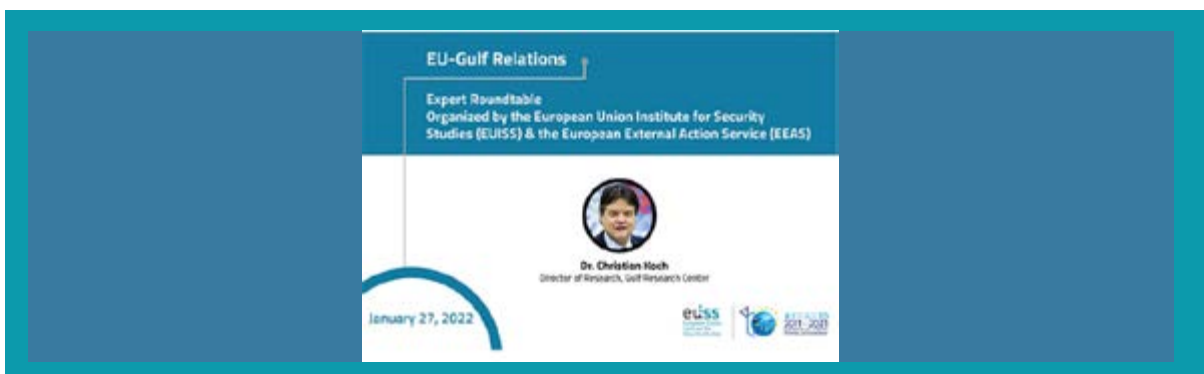 EU-Gulf Relations
Expert Roundtable
Organized by the European Union Institute for Security
Studies (EUISS) & the European External Action Service (EEAS)
Dr. Christian Koch
Director of Research, Gulf Research Center
January 27, 2022
euiss